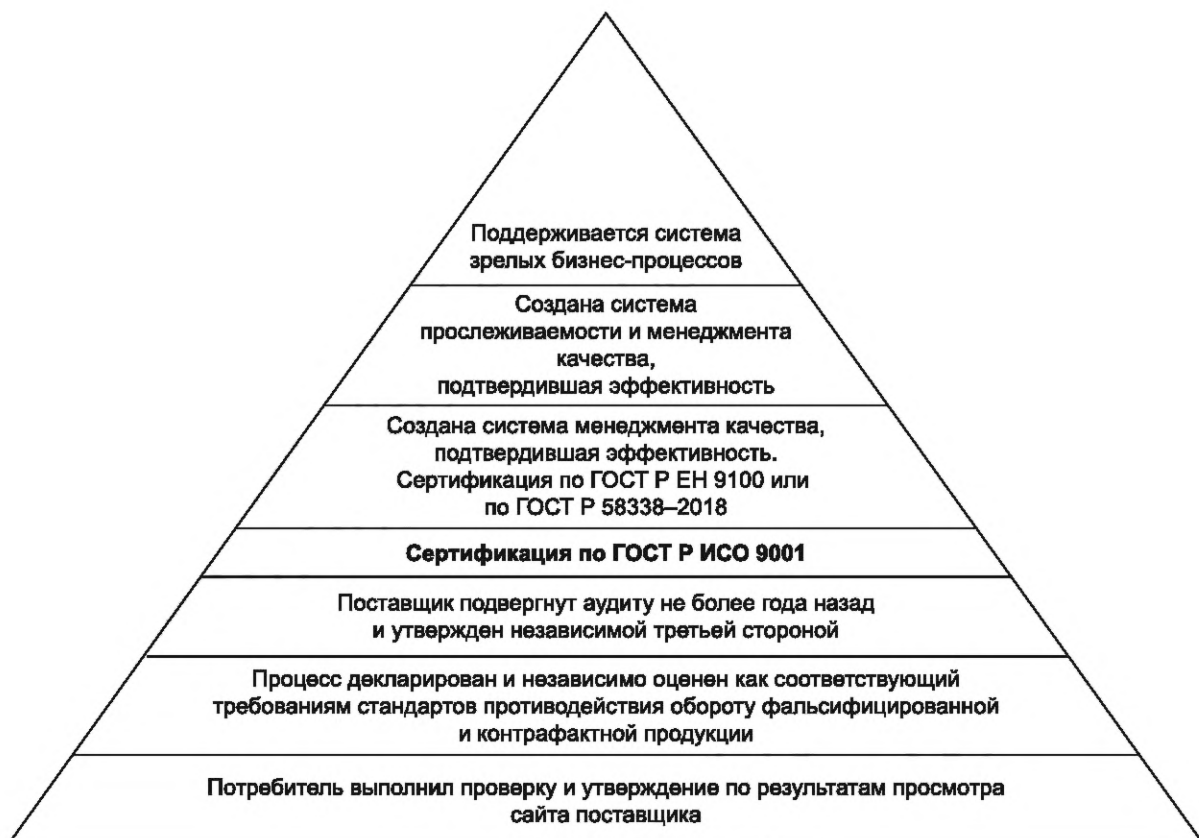 Поддерживается система
зрелых бизнес-процессов
Создана система
прослеживаемости и менеджмента
качества,
подтвердившая эффективность
Создана система менеджмента качества,
подтвердившая эффективность.
Сертификация по ГОСТ Р ЕН 9100 или
по ГОСТ Р 58338–2018
Сертификация по ГОСТ Р ИСО 9001
Поставщик подвергнут аудиту не более года назад
и утвержден независимой третьей стороной
Процесс декларирован и независимо оценен как соответствующий
требованиям стандартов противодействия обороту фальсифицированной
и контрафактной продукции
Потребитель выполнил проверку и утверждение по результатам просмотра
сайта поставщика